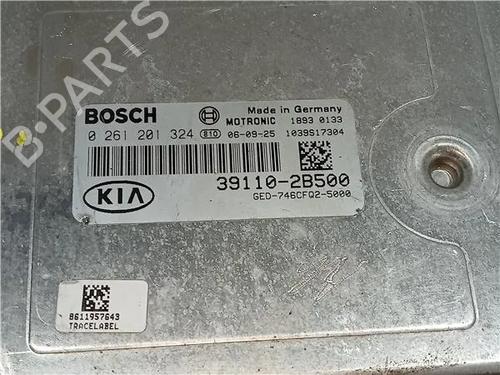 B-PARTS
BOSCH
Made in Germany
0 261 201 324 810 06-09-25
MOTRONIC 1893 0133
1039S17304
KIA
39110-2B500
GED-746CFQ2-5000
8611957643
TRACELABEL